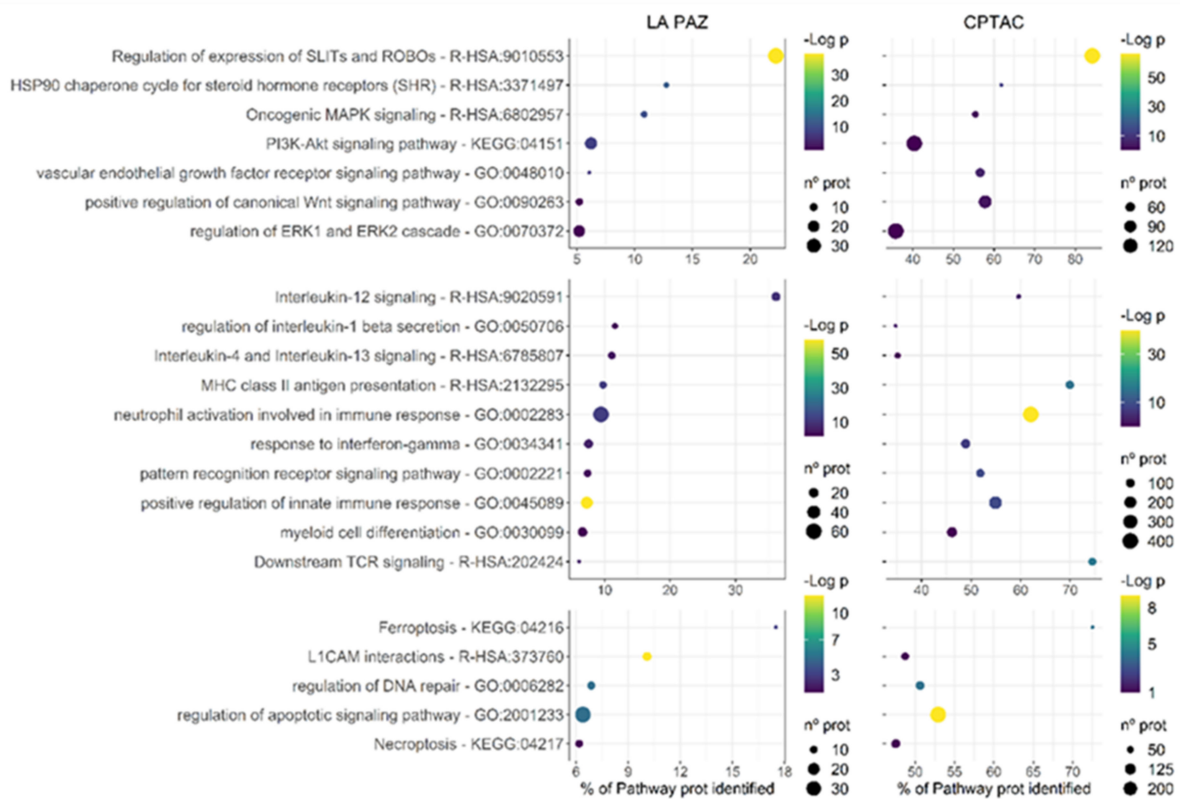 LA PAZ CPTAC
Regulation of expression of SLITs and ROBOs - R-HSA:9010553
HSP90 chaperone cycle for steroid hormone receptors (SHR) - R-HSA:3371497
Oncogenic MAPK signaling - R-HSA:6802957
PI3K-Akt signaling pathway - KEGG:04151
vascular endothelial growth factor receptor signaling pathway - GO:0048010
positive regulation of canonical Wnt signaling pathway - GO:0090263
regulation of ERK1 and ERK2 cascade - GO:0070372
5 10 15 20
-Log p
30
20
10
nº prot
10
20
30
40 50 60 70 80
-Log p
50
30
10
nº prot
60
90
120
Interleukin-12 signaling - R-HSA:9020591
regulation of interleukin-1 beta secretion - GO:0050706
Interleukin-4 and Interleukin-13 signaling - R-HSA:6785807
MHC class II antigen presentation - R-HSA:2132295
neutrophil activation involved in immune response - GO:0002283
response to interferon-gamma - GO:0034341
pattern recognition receptor signaling pathway - GO:0002221
positive regulation of innate immune response - GO:0045089
myeloid cell differentiation - GO:0030099
Downstream TCR signaling - R-HSA:202424
10 20 30
-Log p
50
30
10
nº prot
20
40
60
40 50 60 70
-Log p
30
10
nº prot
100
200
300
400
Ferroptosis - KEGG:04216
L1CAM interactions - R-HSA:373760
regulation of DNA repair - GO:0006282
regulation of apoptotic signaling pathway - GO:2001233
Necroptosis - KEGG:04217
6 9 12 15 18
% of Pathway prot identified
-Log p
10
7
3
nº prot
10
20
30
50 55 60 65 70
% of Pathway prot identified
-Log p
8
5
1
nº prot
50
125
200